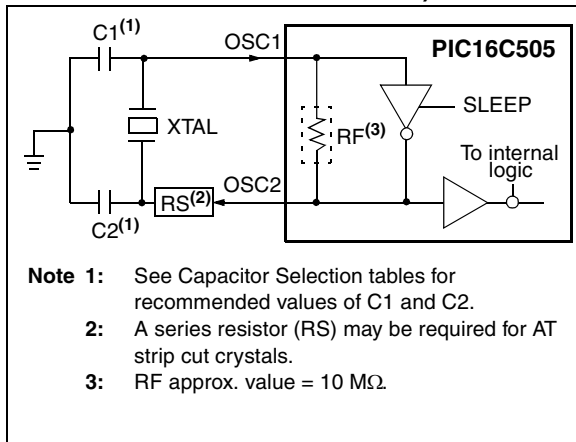 C1(1)
OSC1
PIC16C505
SLEEP
XTAL
RF(3)
To internal
logic
OSC2
RS(2)
C2(1)
Note 1: See Capacitor Selection tables for
recommended values of C1 and C2.
2: A series resistor (RS) may be required for AT
strip cut crystals.
3: RF approx. value = 10 MΩ.